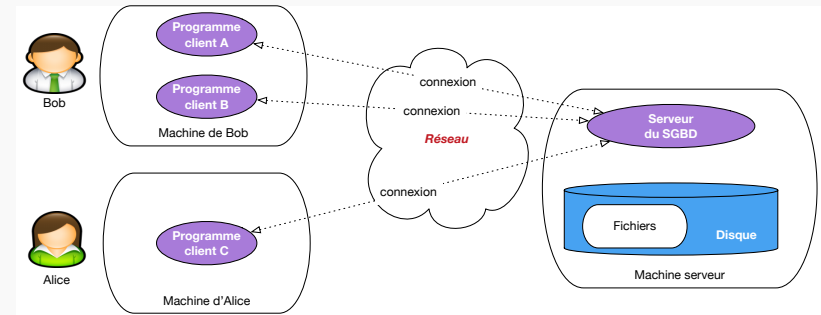 Programme
client A
Bob
Programme
client B
Machine de Bob
connexion
connexion
Réseau
connexion
Serveur
du SGBD
Fichiers
Disque
Machine serveur
Programme
client C
Alice
Machine d'Alice